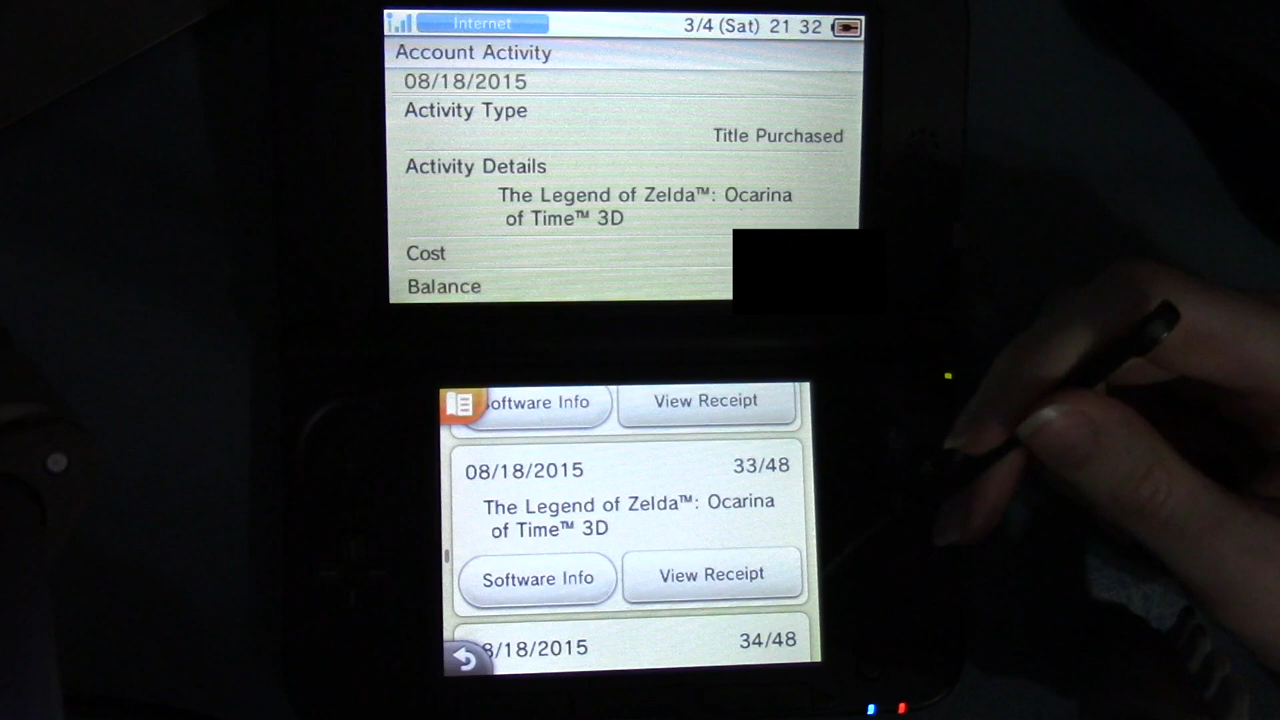 Internet 3/4 (Sat) 21 32
Account Activity
08/18/2015
Activity Type
Title Purchased
Activity Details
The Legend of Zelda™: Ocarina
of Time™ 3D
Cost
Balance
oftware Info View Receipt
08/18/2015 33/48
The Legend of Zelda™: Ocarina
of Time™ 3D
Software Info View Receipt
8/18/2015 34/48